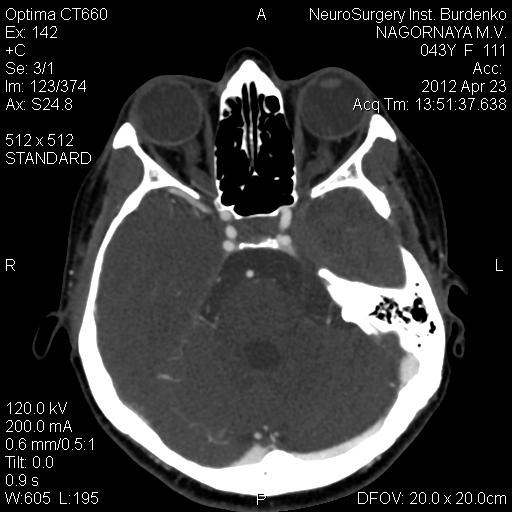 Optima CT660
Ex: 142
+C
Se: 3/1
Im: 123/374
Ax: S24.8
512 x 512
STANDARD
A
NeuroSurgery Inst. Burdenko
NAGORNAYA M.V.
043Y F 111
Acc:
2012 Apr 23
Acq Tm: 13:51:37.638
R
L
120.0 kV
200.0 mA
0.6 mm/0.5:1
Tilt: 0.0
0.9 s
W:605 L:195
P
DFOV: 20.0 x 20.0cm